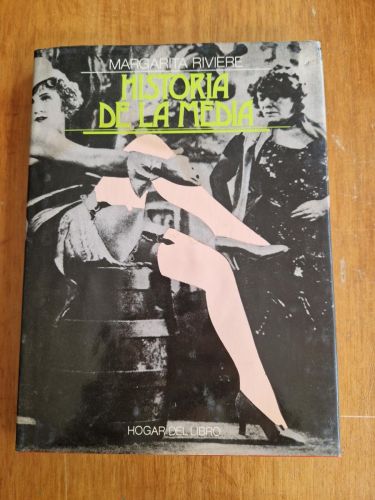 MARGARITA RIVIERE
HISTORIA
DE LA MEDIA
HOGAR DEL LIBRO